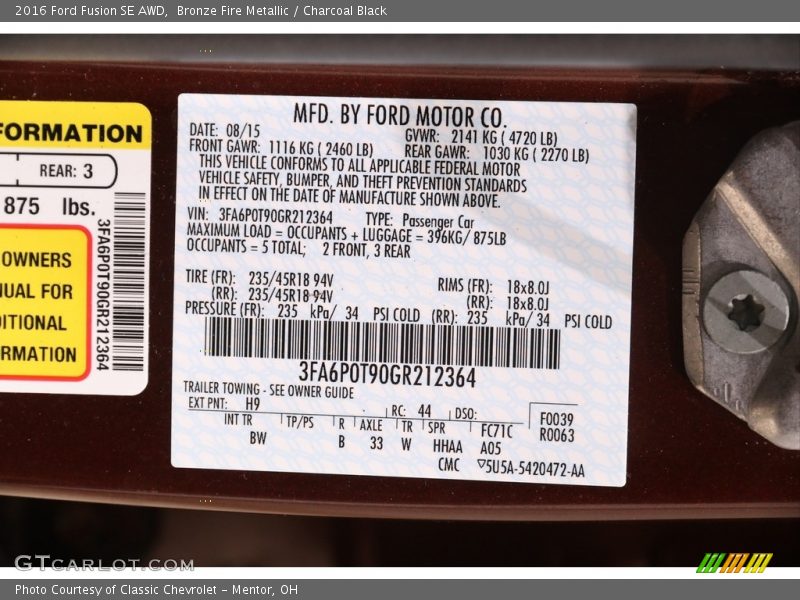 2016 Ford Fusion SE AWD, Bronze Fire Metallic / Charcoal Black
FORMATION
REAR: 3
875 lbs.
OWNERS
NUAL FOR
DITIONAL
RMATION
3FA6P0T90GR212364
MFD. BY FORD MOTOR CO.
DATE: 08/15 GVWR: 2141 KG ( 4720 LB)
FRONT GAWR: 1116 KG ( 2460 LB) REAR GAWR: 1030 KG ( 2270 LB)
THIS VEHICLE CONFORMS TO ALL APPLICABLE FEDERAL MOTOR
VEHICLE SAFETY, BUMPER, AND THEFT PREVENTION STANDARDS
IN EFFECT ON THE DATE OF MANUFACTURE SHOWN ABOVE.
VIN: 3FA6P0T90GR212364 TYPE: Passenger Car
MAXIMUM LOAD = OCCUPANTS + LUGGAGE = 396KG/ 875LB
OCCUPANTS = 5 TOTAL; 2 FRONT, 3 REAR
TIRE (FR): 235/45R18 94V RIMS (FR): 18x8.0J
(RR): 235/45R18 94V (RR): 18x8.0J
PRESSURE (FR): 235 kPa/ 34 PSI COLD (RR): 235 kPa/ 34 PSI COLD
3FA6P0T90GR212364
TRAILER TOWING - SEE OWNER GUIDE
EXT PNT: H9 RC: 44 DSO: F0039
INT TR TP/PS R AXLE TR SPR FC71C R0063
BW B 33 W HHAA A05
CMC 5U5A-5420472-AA
GTCarlot.com
Photo Courtesy of Classic Chevrolet - Mentor, OH